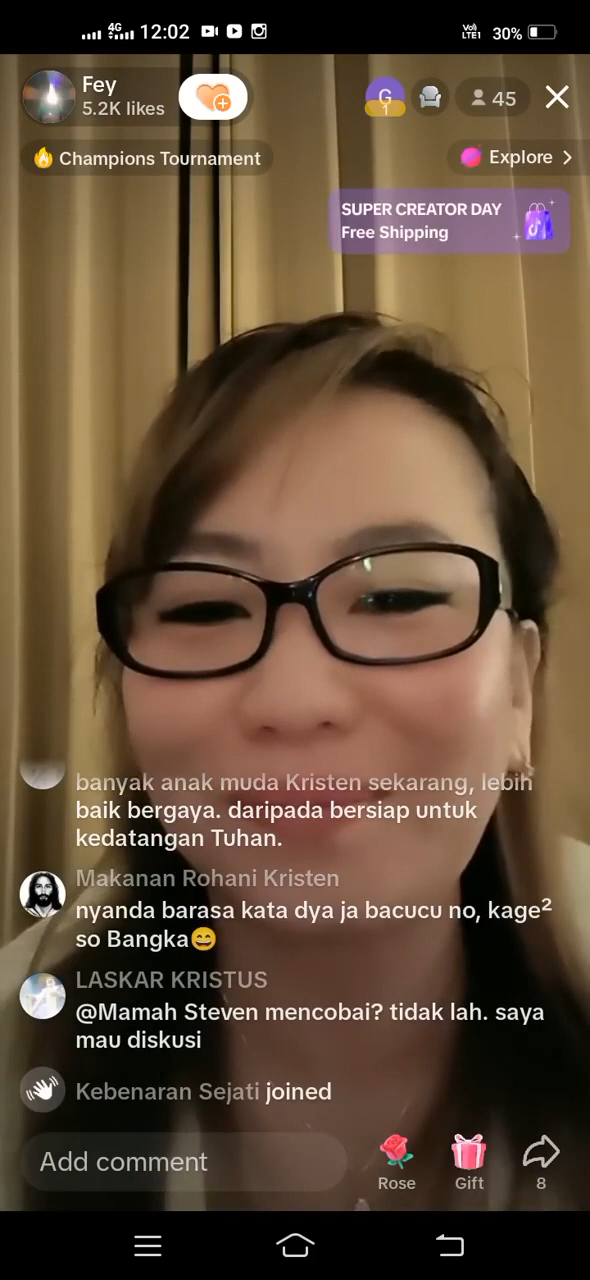 4G 12:02 Vol) LTE1 30%
Fey
5.2K likes
G
1
45
Champions Tournament
Explore
SUPER CREATOR DAY
Free Shipping
banyak anak muda Kristen sekarang, lebih
baik bergaya. daripada bersiap untuk
kedatangan Tuhan.
Makanan Rohani Kristen
nyanda barasa kata dya ja bacucu no, kage²
so Bangka😄
LASKAR KRISTUS
@Mamah Steven mencobai? tidak lah. saya
mau diskusi
Kebenaran Sejati joined
Add comment
Rose
Gift
8